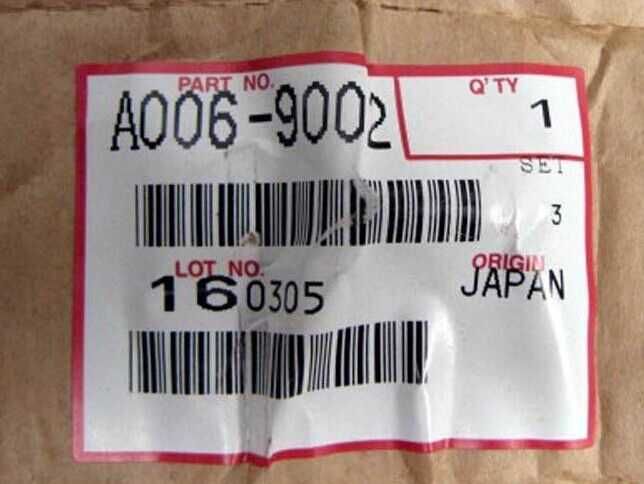 PART NO. Q'TY
A006-9002 1
SET
3
LOT NO. ORIGIN
160305 JAPAN